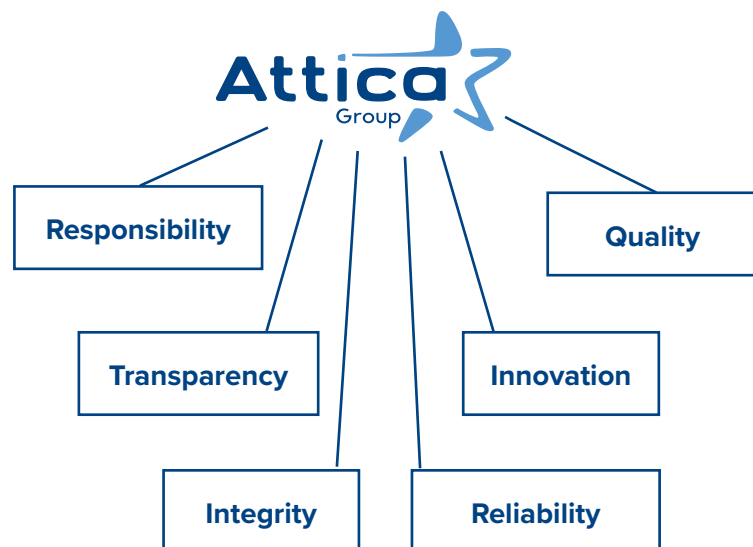 Attica
Group
Responsibility
Quality
Transparency
Innovation
Integrity
Reliability